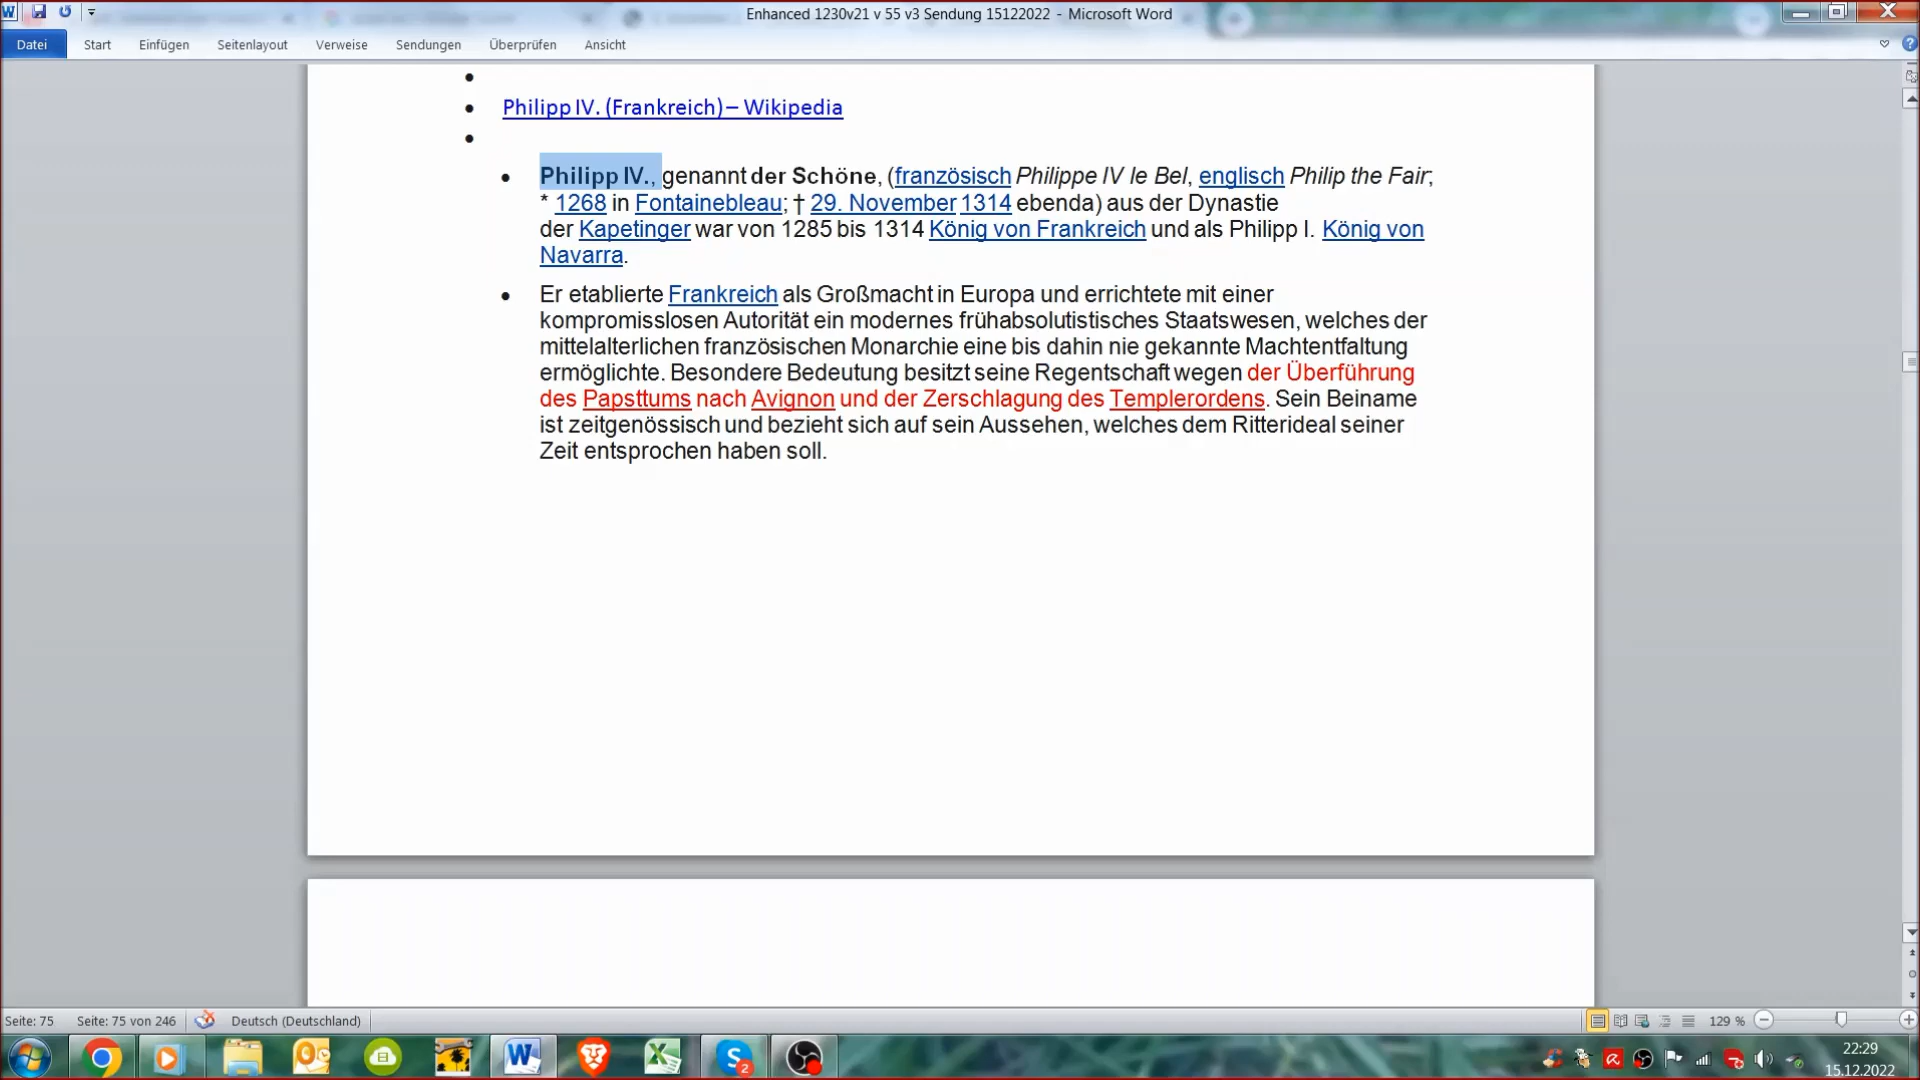 Enhanced 1230v21 v 55 v3 Sendung 15122022 - Microsoft Word
Datei Start Einfügen Seitenlayout Verweise Sendungen Überprüfen Ansicht
Philipp IV. (Frankreich) – Wikipedia
Philipp IV., genannt der Schöne, (französisch Philippe IV le Bel, englisch Philip the Fair;
* 1268 in Fontainebleau; † 29. November 1314 ebenda) aus der Dynastie
der Kapetinger war von 1285 bis 1314 König von Frankreich und als Philipp I. König von
Navarra.
Er etablierte Frankreich als Großmacht in Europa und errichtete mit einer
kompromisslosen Autorität ein modernes frühabsolutistisches Staatswesen, welches der
mittelalterlichen französischen Monarchie eine bis dahin nie gekannte Machtentfaltung
ermöglichte. Besondere Bedeutung besitzt seine Regentschaft wegen der Überführung
des Papsttums nach Avignon und der Zerschlagung des Templerordens. Sein Beiname
ist zeitgenössisch und bezieht sich auf sein Aussehen, welches dem Ritterideal seiner
Zeit entsprochen haben soll.
Seite: 75 Seite: 75 von 246 Deutsch (Deutschland) 129 %
2
22:29
15.12.2022